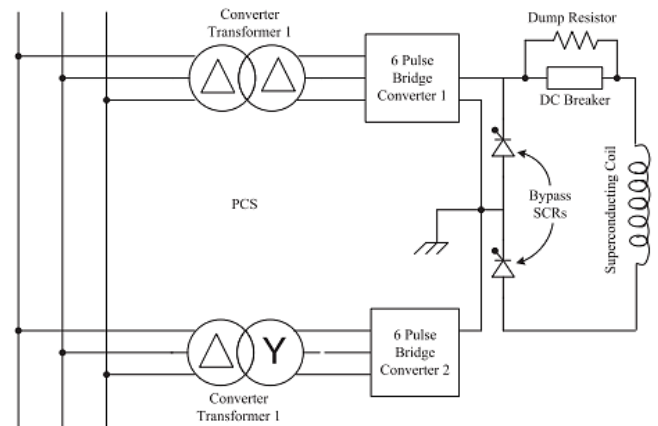 Converter
Transformer 1
6 Pulse
Bridge
Converter 1
Dump Resistor
DC Breaker
Superconducting Coil
Bypass
SCRs
PCS
Y
6 Pulse
Bridge
Converter 2
Converter
Transformer 1